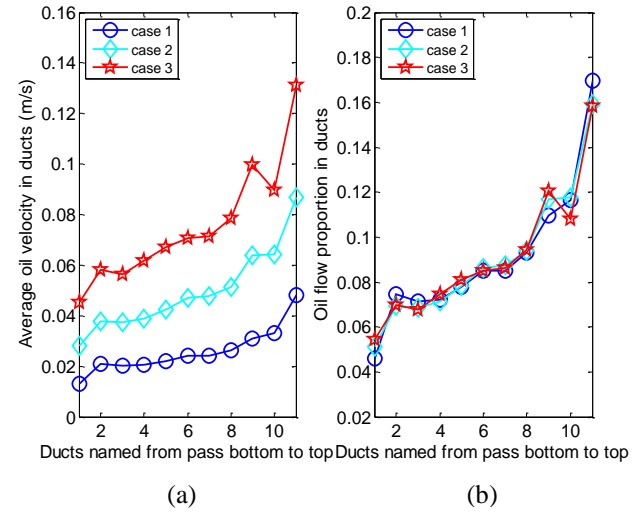 case 1
case 2
case 3
0.16
0.14
0.12
0.1
0.08
0.06
0.04
0.02
0
2 4 6 8 10
Average oil velocity in ducts (m/s)
Ducts named from pass bottom to top
(a)
case 1
case 2
case 3
0.2
0.18
0.16
0.14
0.12
0.1
0.08
0.06
0.04
0.02
2 4 6 8 10
Oil flow proportion in ducts
Ducts named from pass bottom to top
(b)